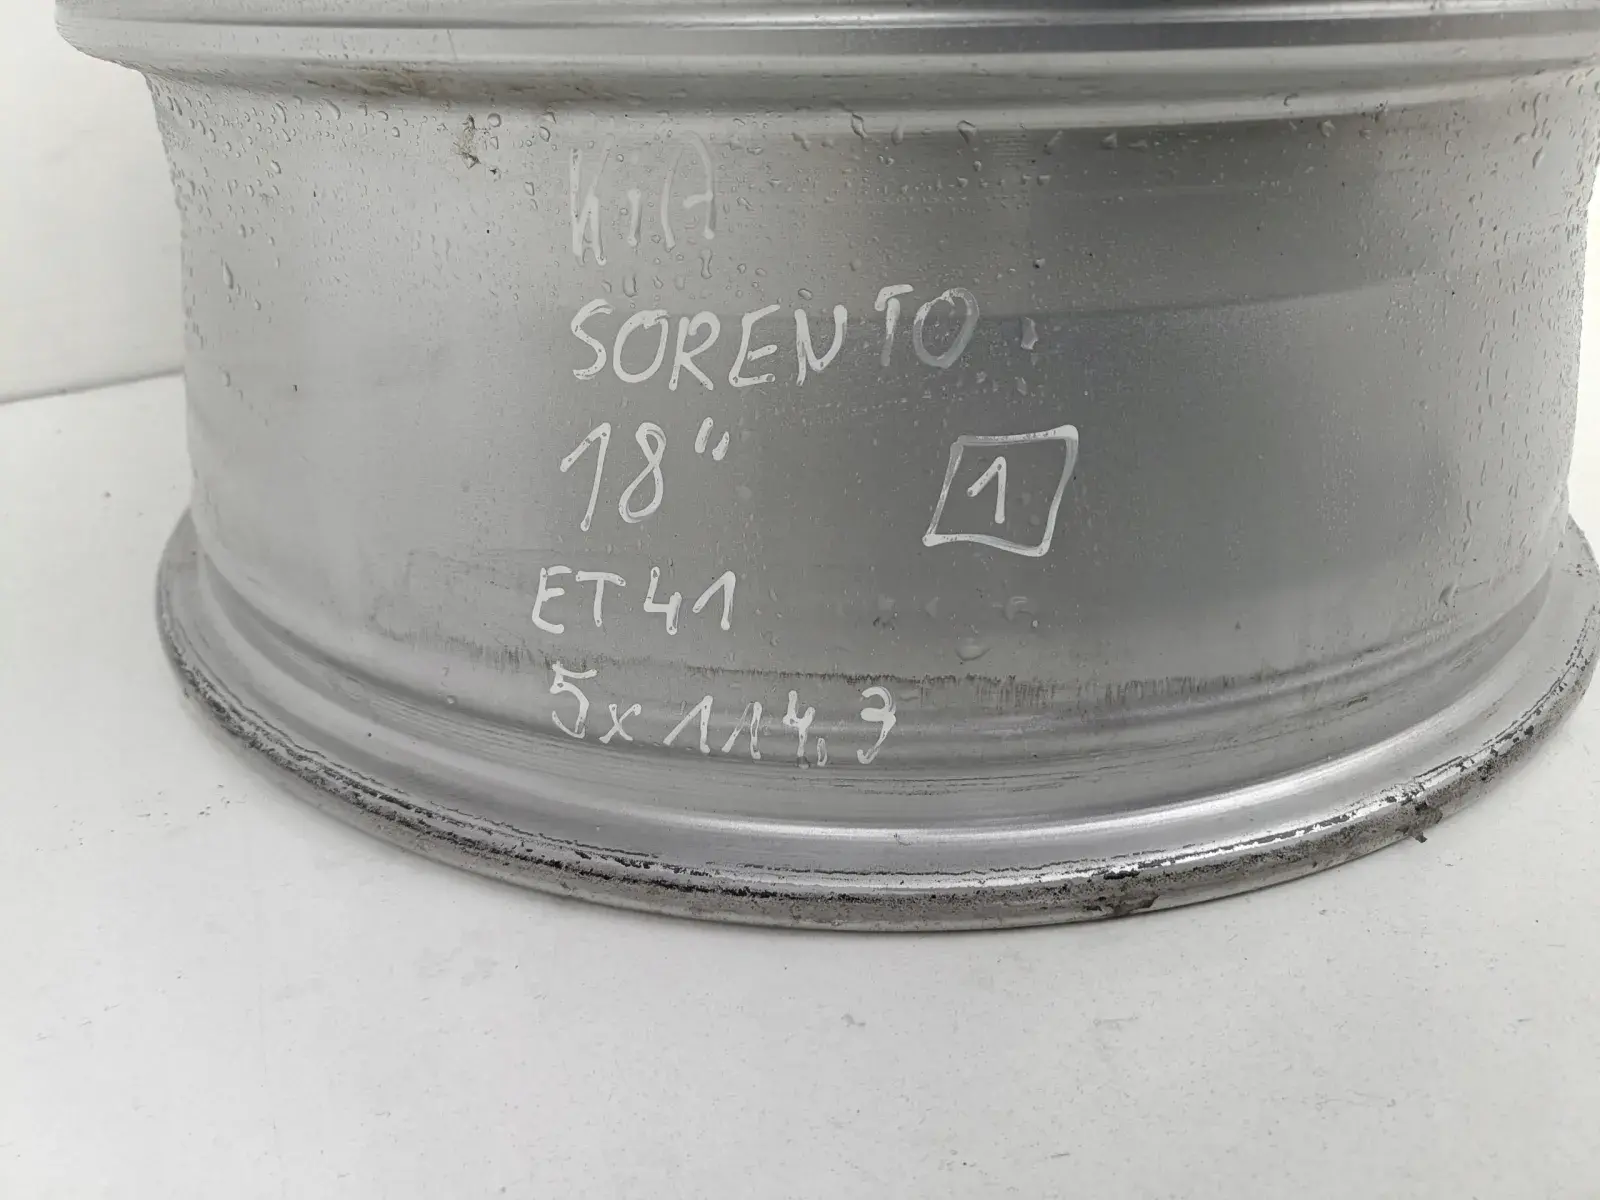 KiA
SORENTO
18"
1
ET41
5x114,3